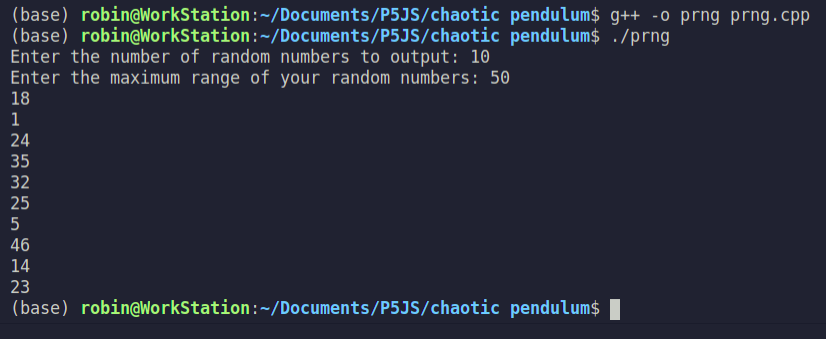 (base) robin@WorkStation:~/Documents/P5JS/chaotic pendulum$ g++ -o prng prng.cpp
(base) robin@WorkStation:~/Documents/P5JS/chaotic pendulum$ ./prng
Enter the number of random numbers to output: 10
Enter the maximum range of your random numbers: 50
18
1
24
35
32
25
5
46
14
23
(base) robin@WorkStation:~/Documents/P5JS/chaotic pendulum$